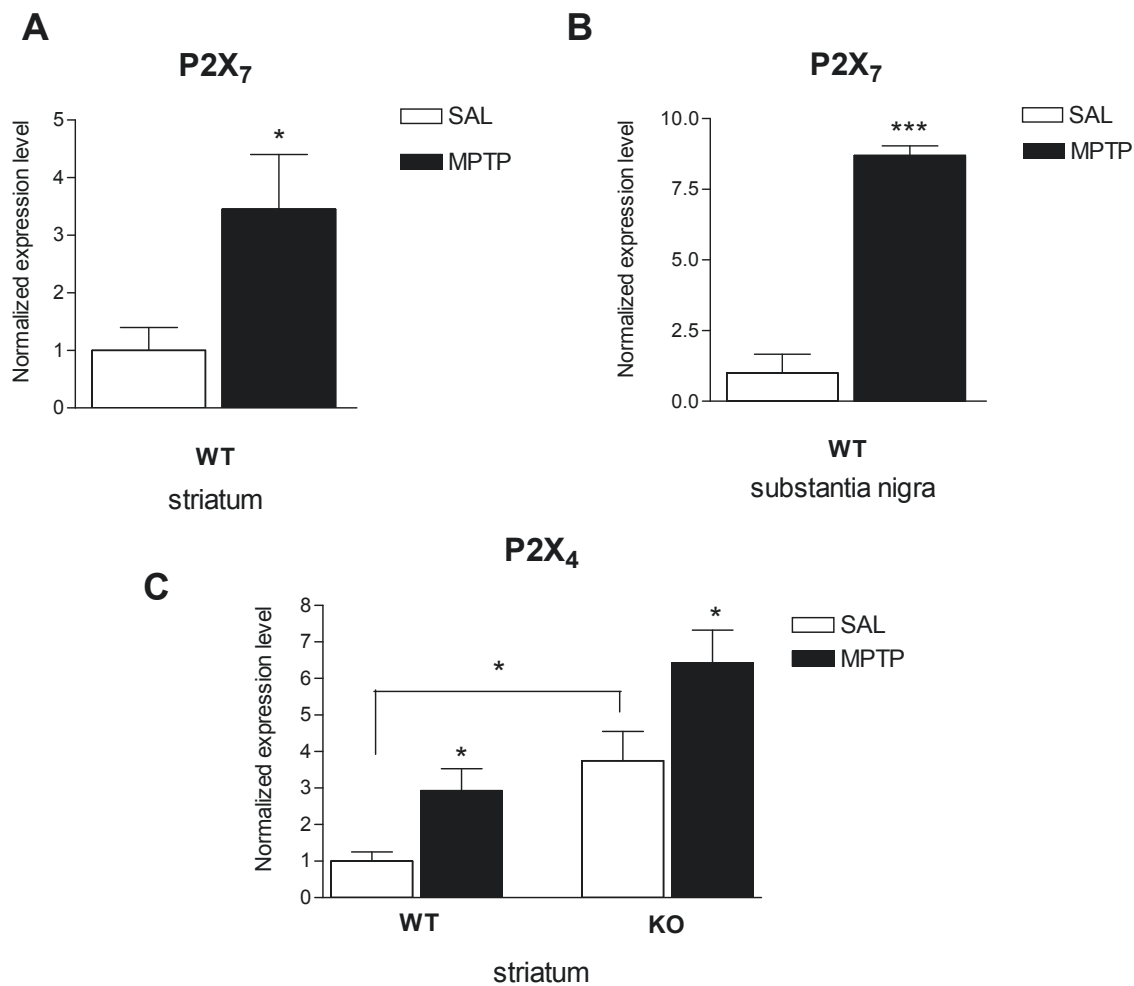 A
P2X7
Normalized expression level
5
4
3
2
1
0
*
SAL
MPTP
WT
striatum
B
P2X7
Normalized expression level
10.0
7.5
5.0
2.5
0.0
***
SAL
MPTP
WT
substantia nigra
C
P2X4
Normalized expression level
8
7
6
5
4
3
2
1
0
*
*
*
SAL
MPTP
WT
KO
striatum